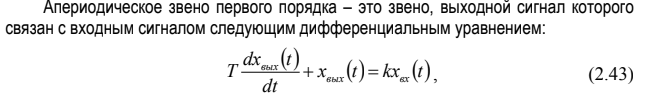 Апериодическое звено первого порядка – это звено, выходной сигнал которого
связан с входным сигналом следующим дифференциальным уравнением:
T dx_вых(t)/dt + x_вых(t) = kx_вх(t), (2.43)